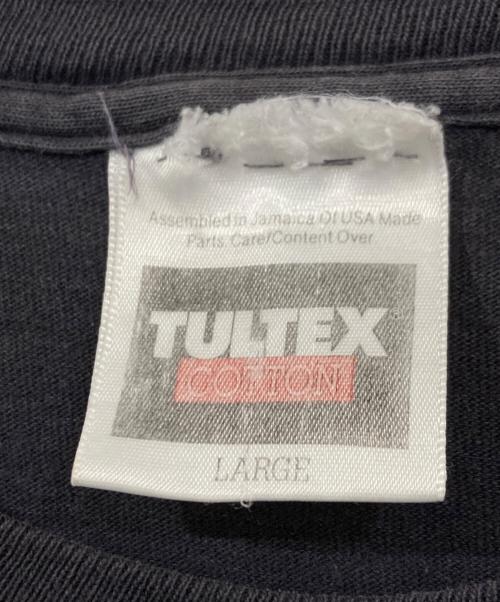 Assembled in Jamaica Of USA Made
Parts. Care/Content Over
TULTEX
COTTON
LARGE